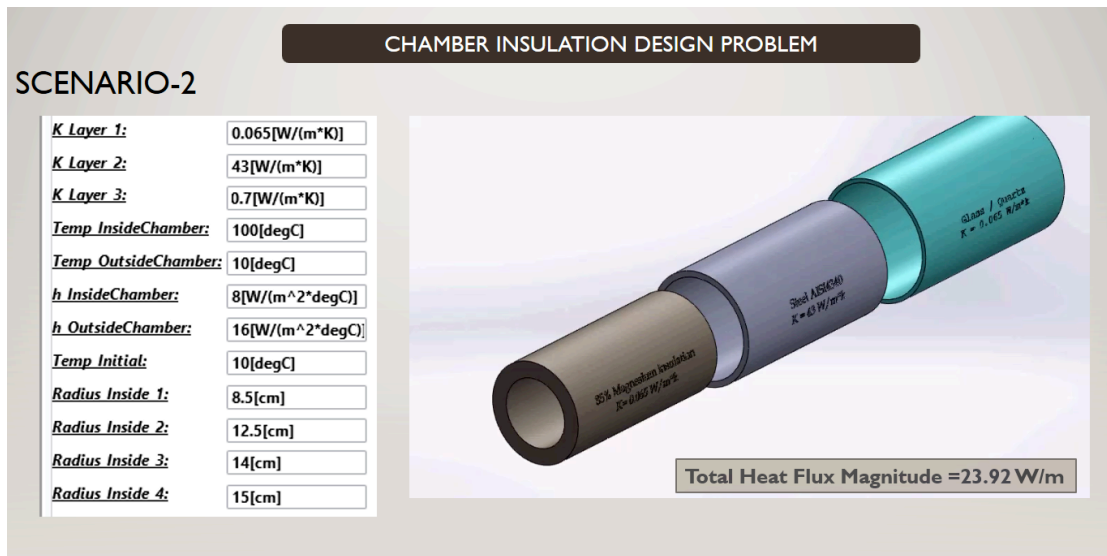 CHAMBER INSULATION DESIGN PROBLEM
SCENARIO-2
K Layer 1: 0.065[W/(m*K)]
K Layer 2: 43[W/(m*K)]
K Layer 3: 0.7[W/(m*K)]
Temp InsideChamber: 100[degC]
Temp OutsideChamber: 10[degC]
h InsideChamber: 8[W/(m^2*degC)]
h OutsideChamber: 16[W/(m^2*degC)]
Temp Initial: 10[degC]
Radius Inside 1: 8.5[cm]
Radius Inside 2: 12.5[cm]
Radius Inside 3: 14[cm]
Radius Inside 4: 15[cm]
Glass / Quartz
K = 0.065 W/m*k
Steel AISI4340
K = 43 W/m*k
85% Magnesium insulation
K = 0.065 W/m*k
Total Heat Flux Magnitude =23.92 W/m